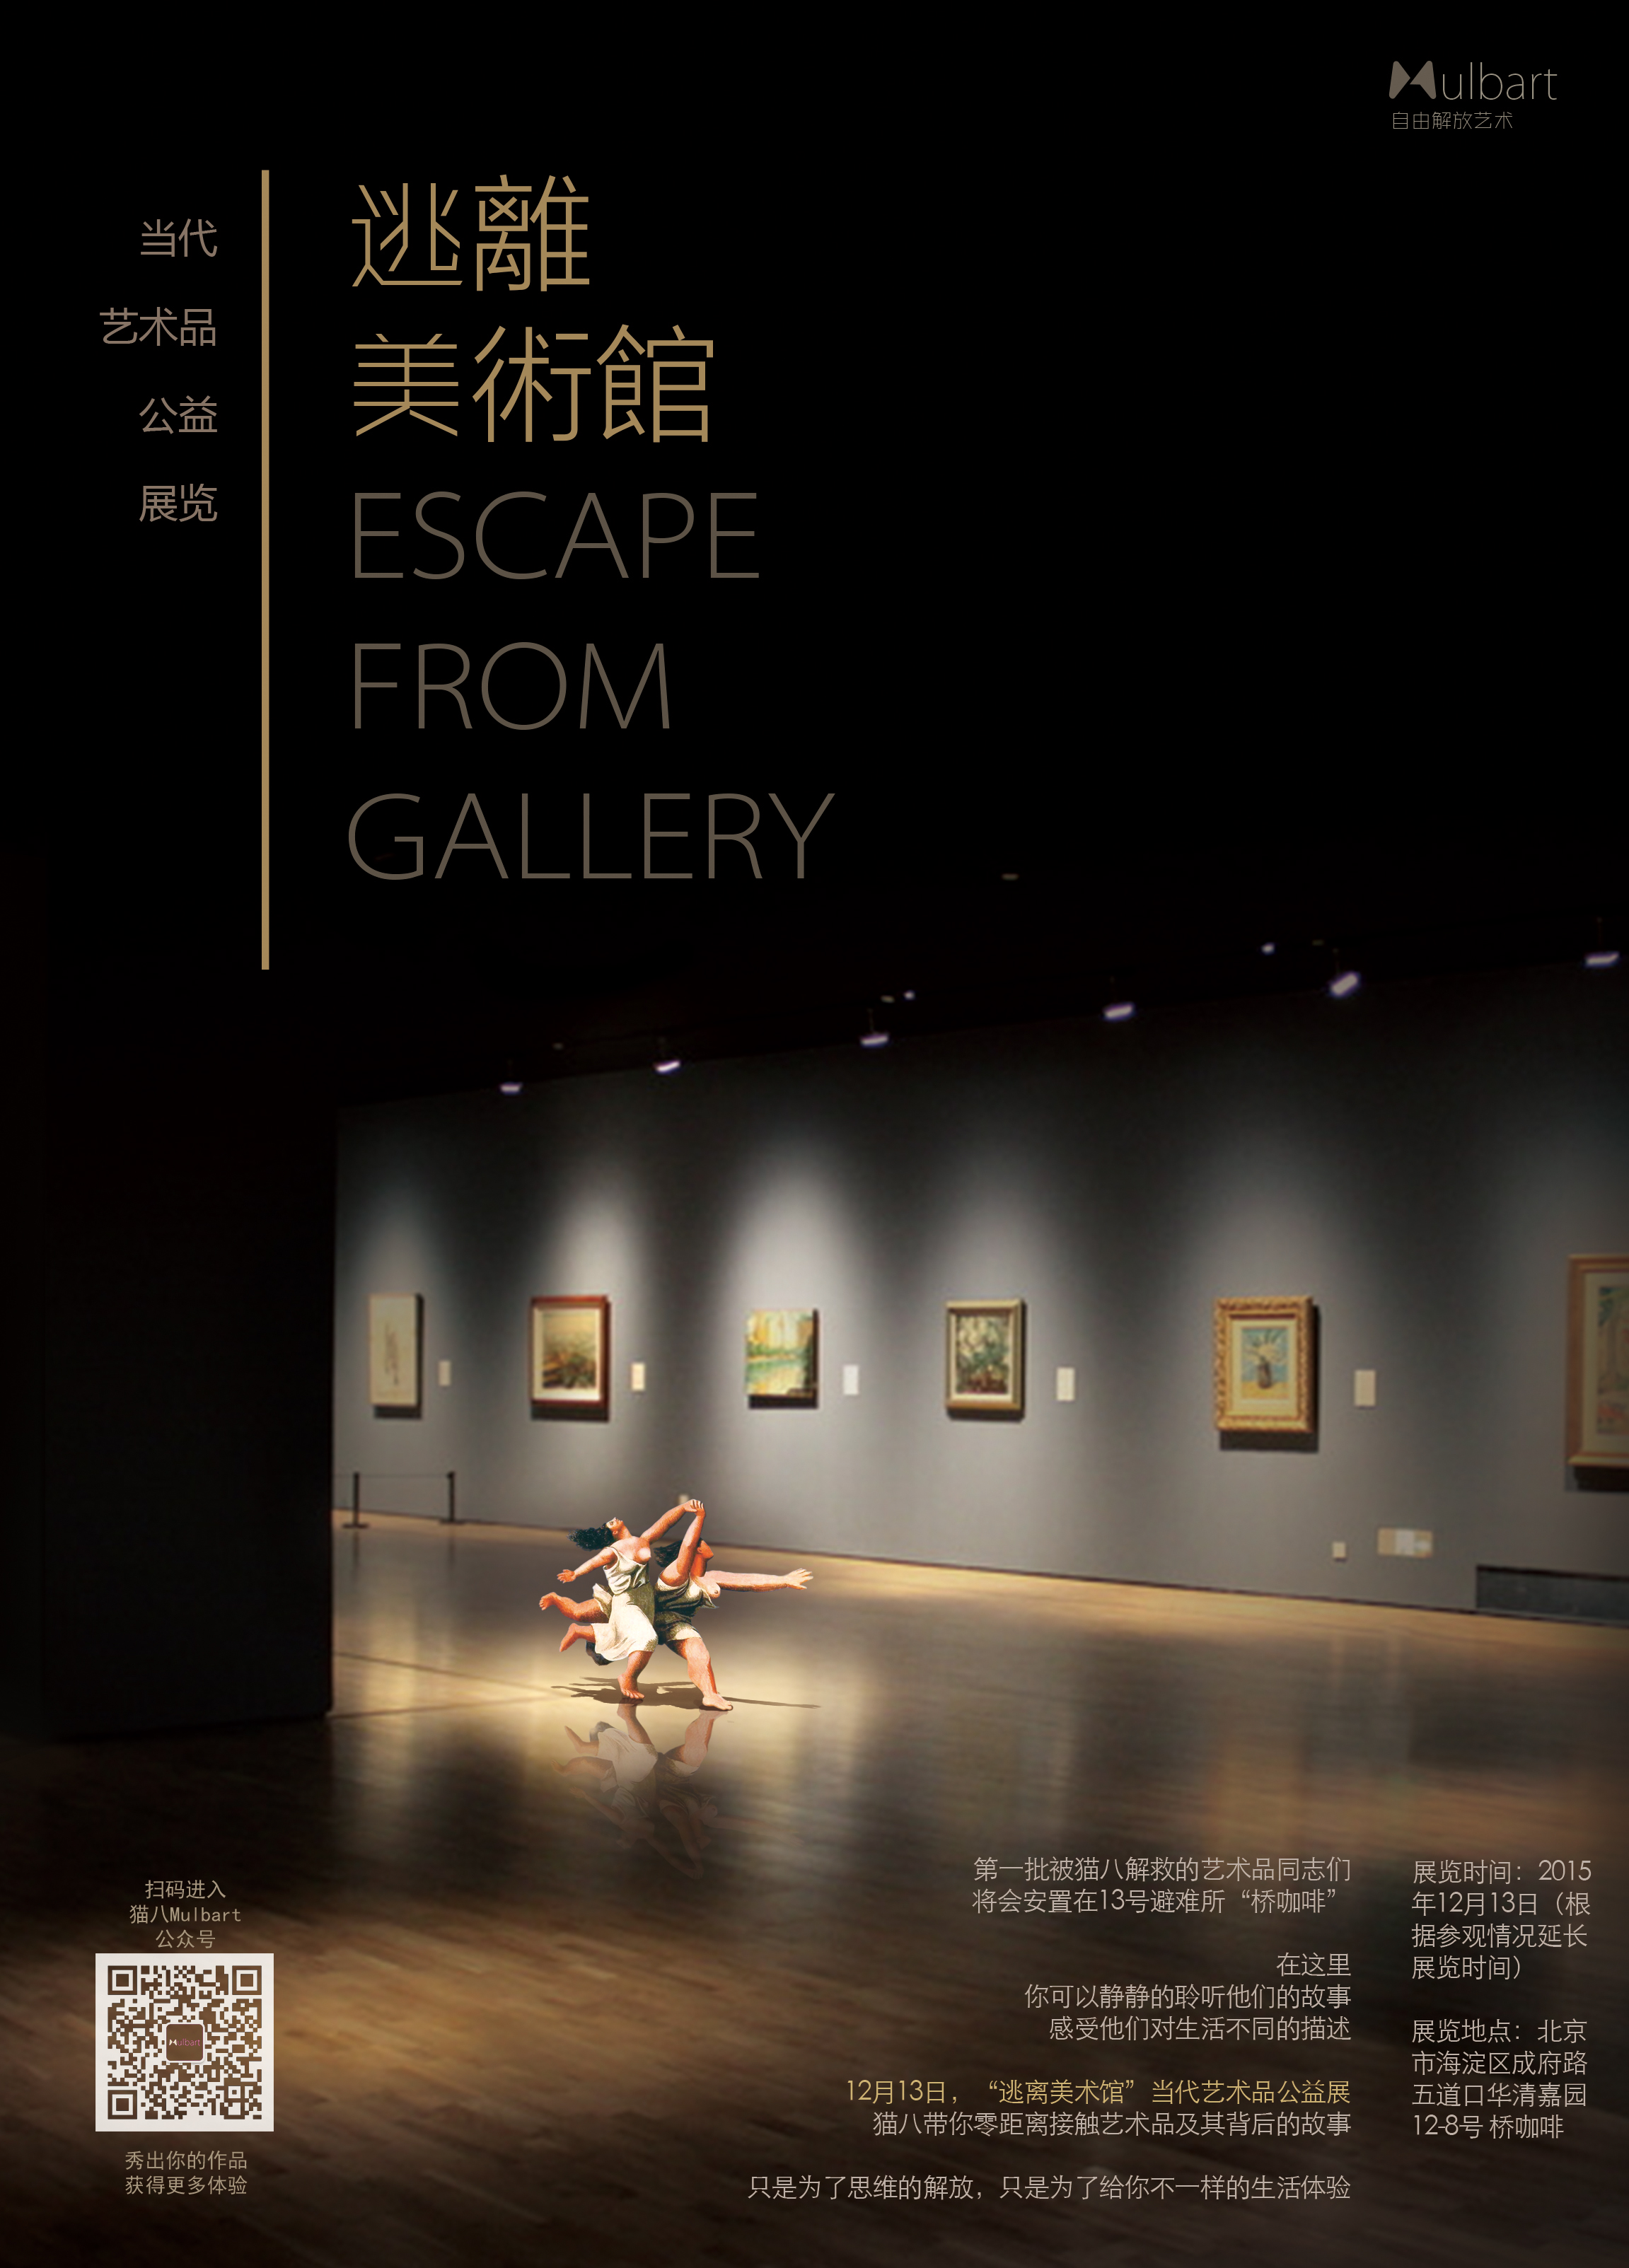 Mulbart
自由解放艺术
当代
艺术品
公益
展览
逃離
美術館
ESCAPE
FROM
GALLERY
第一批被猫八解救的艺术品同志们
将会安置在13号避难所“桥咖啡”
在这里
你可以静静的聆听他们的故事
感受他们对生活不同的描述
12月13日，“逃离美术馆”当代艺术品公益展
猫八带你零距离接触艺术品及其背后的故事
只是为了思维的解放，只是为了给你不一样的生活体验
展览时间：2015
年12月13日（根
据参观情况延长
展览时间）
展览地点：北京
市海淀区成府路
五道口华清嘉园
12-8号 桥咖啡
扫码进入
猫八Mulbart
公众号
Mulbart
秀出你的作品
获得更多体验